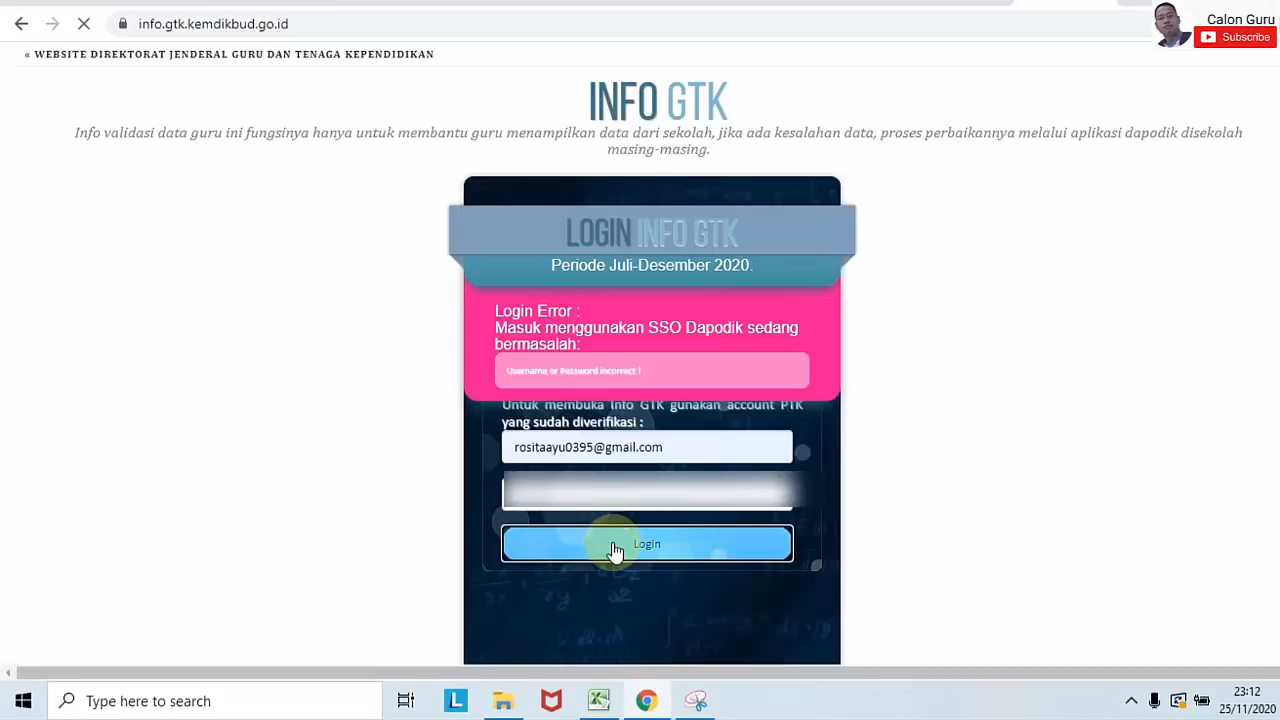 info.gtk.kemdikbud.go.id
Calon Guru
Subscribe
« WEBSITE DIREKTORAT JENDERAL GURU DAN TENAGA KEPENDIDIKAN
INFO GTK
Info validasi data guru ini fungsinya hanya untuk membantu guru menampilkan data dari sekolah, jika ada kesalahan data, proses perbaikannya melalui aplikasi dapodik disekolah
masing-masing.
LOGIN INFO GTK
Periode Juli-Desember 2020.
Login Error :
Masuk menggunakan SSO Dapodik sedang
bermasalah:
Username or Password incorrect !
Untuk membuka Info GTK gunakan account PTK
yang sudah diverifikasi :
rositaayu0395@gmail.com
Login
Type here to search
L
23:12
25/11/2020